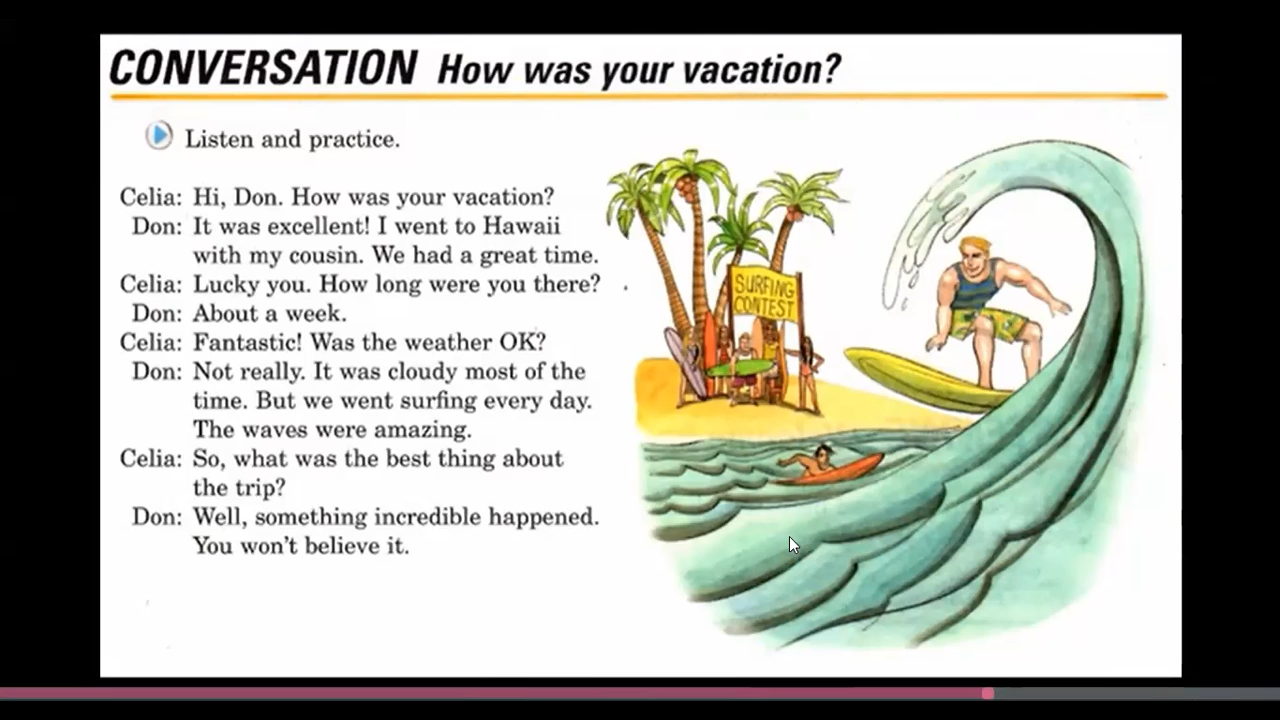 CONVERSATION How was your vacation?
Listen and practice.
Celia: Hi, Don. How was your vacation?
Don: It was excellent! I went to Hawaii
with my cousin. We had a great time.
Celia: Lucky you. How long were you there?
Don: About a week.
Celia: Fantastic! Was the weather OK?
Don: Not really. It was cloudy most of the
time. But we went surfing every day.
The waves were amazing.
Celia: So, what was the best thing about
the trip?
Don: Well, something incredible happened.
You won't believe it.
SURFING
CONTEST